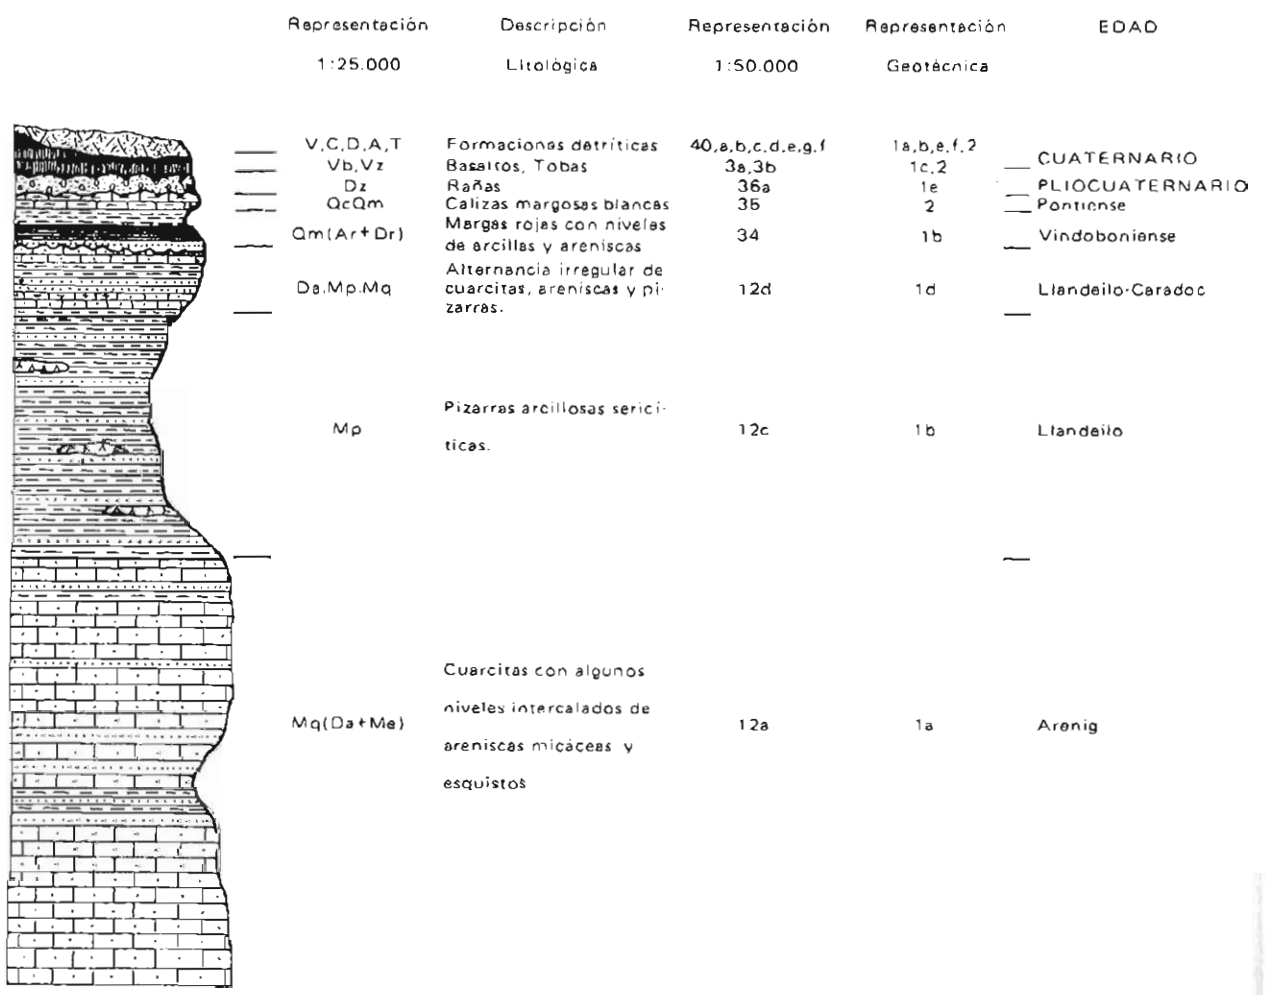 Representación Descripción Representación Representación EDAD
1:25.000 Litológica 1:50.000 Geotécnica
V,C,D,A,T Formaciones detríticas 40,a,b,c,d,e,g,f 1a,b,e,f,2
Vb,Vz Basaltos, Tobas 3a,3b 1c,2 CUATERNARIO
Dz Rañas 36a 1e PLIOCUATERNARIO
QcQm Calizas margosas blancas 35 2 Pontiense
Margas rojas con niveles
Qm(Ar+Dr) 34 1b Vindoboniense
de arcillas y areniscas
Alternancia irregular de
Da.Mp.Mq cuarcitas, areniscas y pi- 12d 1d Llandeilo-Caradoc
zarras.
Pizarras arcillosas serici-
Mp 12c 1b Llandeilo
ticas.
Cuarcitas con algunos
niveles intercalados de
Mq(Da+Me) 12a 1a Arenig
areniscas micáceas y
esquistos